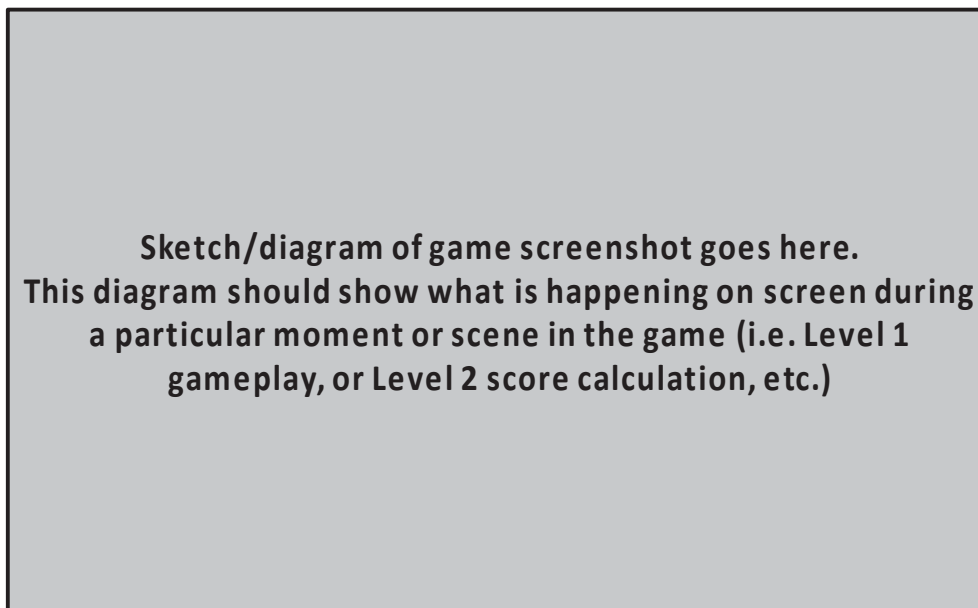 Sketch/diagram of game screenshot goes here.
This diagram should show what is happening on screen during
a particular moment or scene in the game (i.e. Level 1
gameplay, or Level 2 score calculation, etc.)